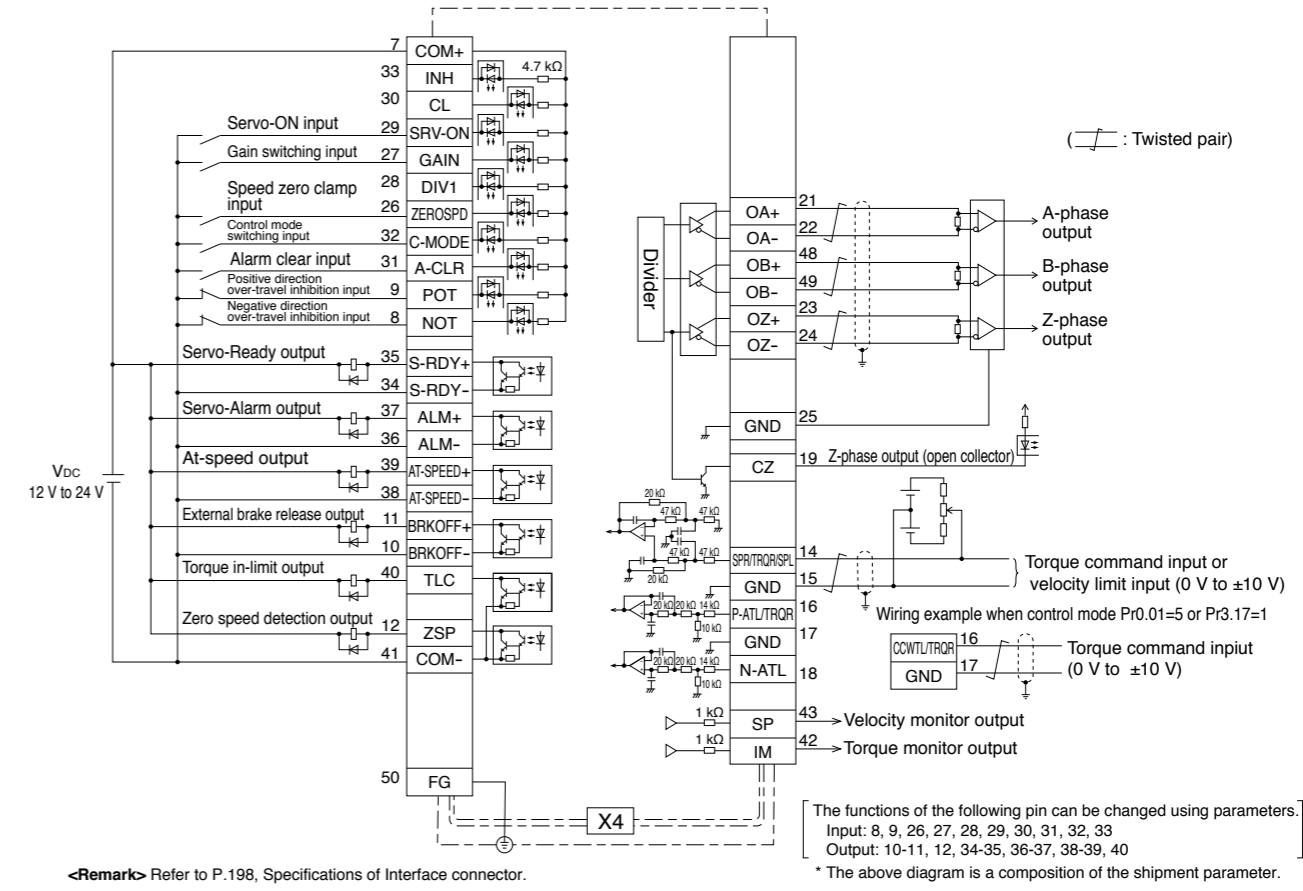 7 COM+
33 INH 4.7 kΩ
30 CL
Servo-ON input 29 SRV-ON
Gain switching input 27 GAIN
28 DIV1
Speed zero clamp
input 26 ZEROSPD
Control mode
switching input 32 C-MODE
Alarm clear input 31 A-CLR
Positive direction
over-travel inhibition input 9 POT
Negative direction
over-travel inhibition input 8 NOT
Servo-Ready output 35 S-RDY+
34 S-RDY-
Servo-Alarm output 37 ALM+
36 ALM-
At-speed output 39 AT-SPEED+
38 AT-SPEED-
External brake release output 11 BRKOFF+
10 BRKOFF-
Torque in-limit output 40 TLC
Zero speed detection output 12 ZSP
41 COM-
VDC
12 V to 24 V
50 FG
X4
( : Twisted pair)
Divider
OA+ 21
OA- 22
A-phase
output
OB+ 48
OB- 49
B-phase
output
OZ+ 23
OZ- 24
Z-phase
output
GND 25
CZ 19 Z-phase output (open collector)
20 kΩ
47 kΩ 47 kΩ
47 kΩ 47 kΩ
20 kΩ
SPR/TRQR/SPL 14
GND 15
Torque command input or
velocity limit input (0 V to ±10 V)
20 kΩ 20 kΩ 14 kΩ
10 kΩ
P-ATL/TRQR 16
GND 17
20 kΩ 20 kΩ 14 kΩ
10 kΩ
N-ATL 18
Wiring example when control mode Pr0.01=5 or Pr3.17=1
CCWTL/TRQR 16
GND 17
Torque command inpiut
(0 V to ±10 V)
1 kΩ SP 43 Velocity monitor output
1 kΩ IM 42 Torque monitor output
The functions of the following pin can be changed using parameters.
Input: 8, 9, 26, 27, 28, 29, 30, 31, 32, 33
Output: 10-11, 12, 34-35, 36-37, 38-39, 40
* The above diagram is a composition of the shipment parameter.
<Remark> Refer to P.198, Specifications of Interface connector.